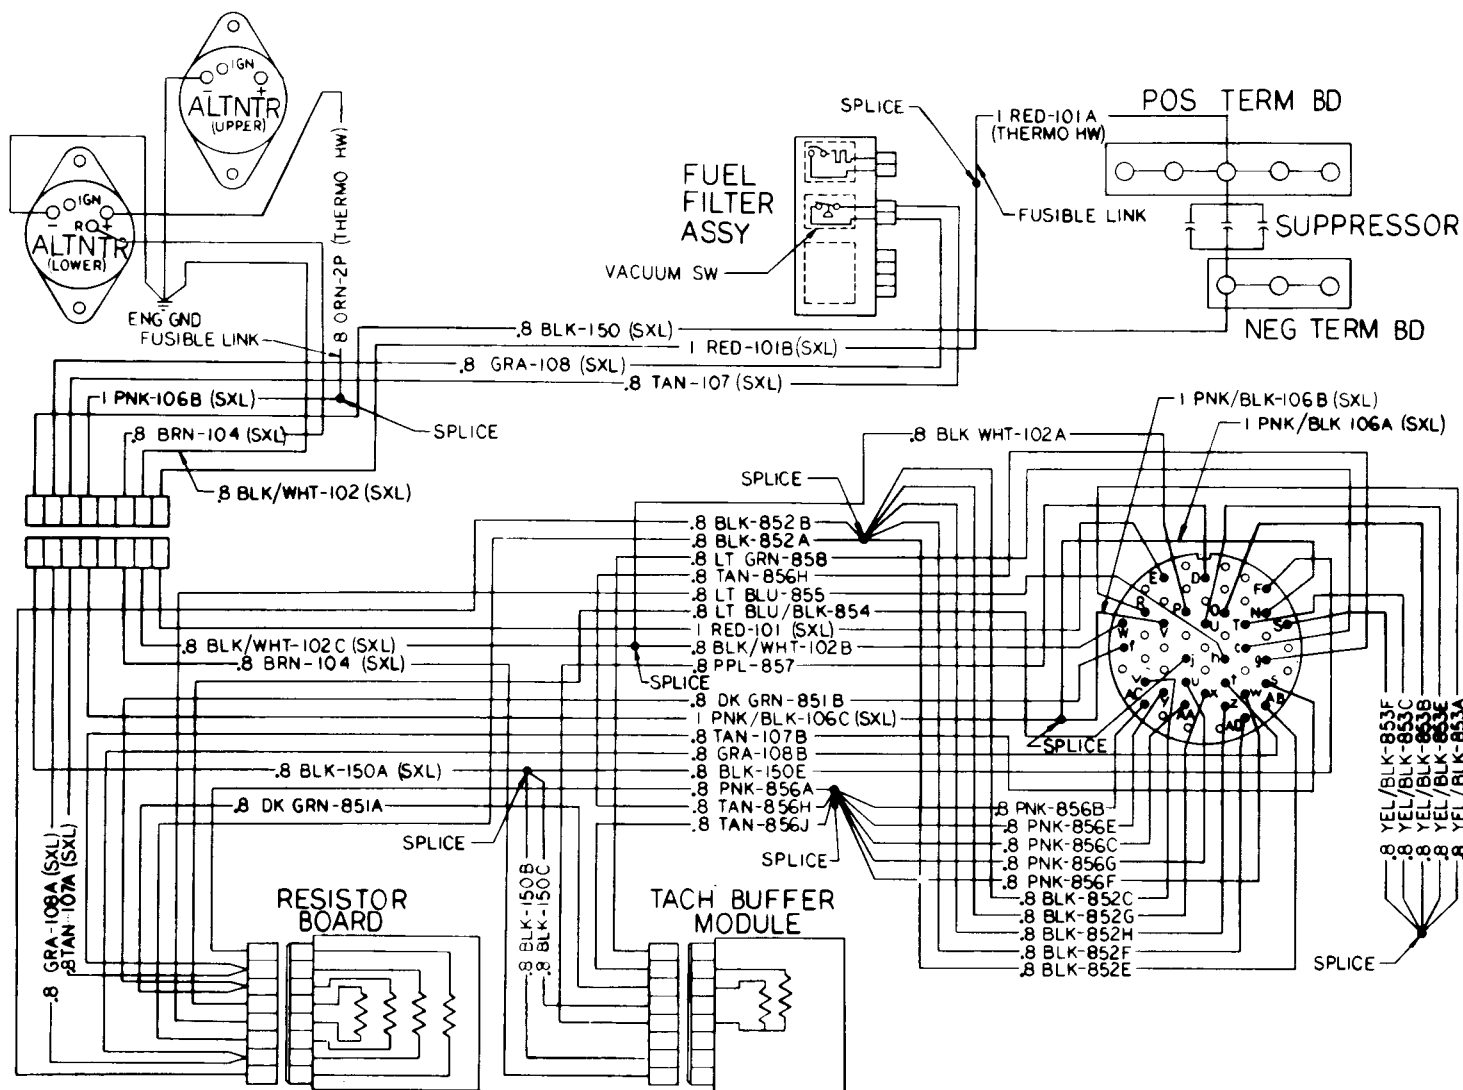 IGN
- +
ALTNTR
(UPPER)
IGN
- +
R
ALTNTR
(LOWER)
ENG GND
FUSIBLE LINK
.8 ORN-2P (THERMO HW)
FUEL
FILTER
ASSY
VACUUM SW
SPLICE
1 RED-101A
(THERMO HW)
FUSIBLE LINK
POS TERM BD
SUPPRESSOR
NEG TERM BD
.8 BLK-150 (SXL)
1 RED-101B(SXL)
.8 GRA-108 (SXL)
.8 TAN-107 (SXL)
1 PNK-106B (SXL)
SPLICE
.8 BRN-104 (SXL)
.8 BLK/WHT-102 (SXL)
1 PNK/BLK-106B (SXL)
1 PNK/BLK 106A (SXL)
.8 BLK WHT-102A
SPLICE
.8 BLK-852B
.8 BLK-852A
.8 LT GRN-858
.8 TAN-856H
.8 LT BLU-855
.8 LT BLU/BLK-854
1 RED-101 (SXL)
.8 BLK/WHT-102C (SXL)
.8 BLK/WHT-102B
.8 BRN-104 (SXL)
.8 PPL-857
SPLICE
.8 DK GRN-851B
1 PNK/BLK-106C (SXL)
.8 TAN-107B
SPLICE
.8 GRA-108B
.8 BLK-150A (SXL)
.8 BLK-150E
.8 PNK-856A
.8 DK GRN-851A
.8 TAN-856H
.8 TAN-856J
SPLICE
SPLICE
E D F
R P O N
U T S
W V
f c
j h g
v u t s
AC y x w
AA z AB
AD
.8 PNK-856B
.8 PNK-856E
.8 PNK-856C
.8 PNK-856G
.8 PNK-856F
.8 BLK-852C
.8 BLK-852G
.8 BLK-852H
.8 BLK-852F
.8 BLK-852E
.8 YEL/BLK-853F
.8 YEL/BLK-853C
.8 YEL/BLK-853B
.8 YEL/BLK-853E
.8 YEL/BLK-853A
SPLICE
.8 GRA-108A (SXL)
.8 TAN-107A (SXL)
RESISTOR
BOARD
.8 BLK-150B
.8 BLK-150C
TACH BUFFER
MODULE